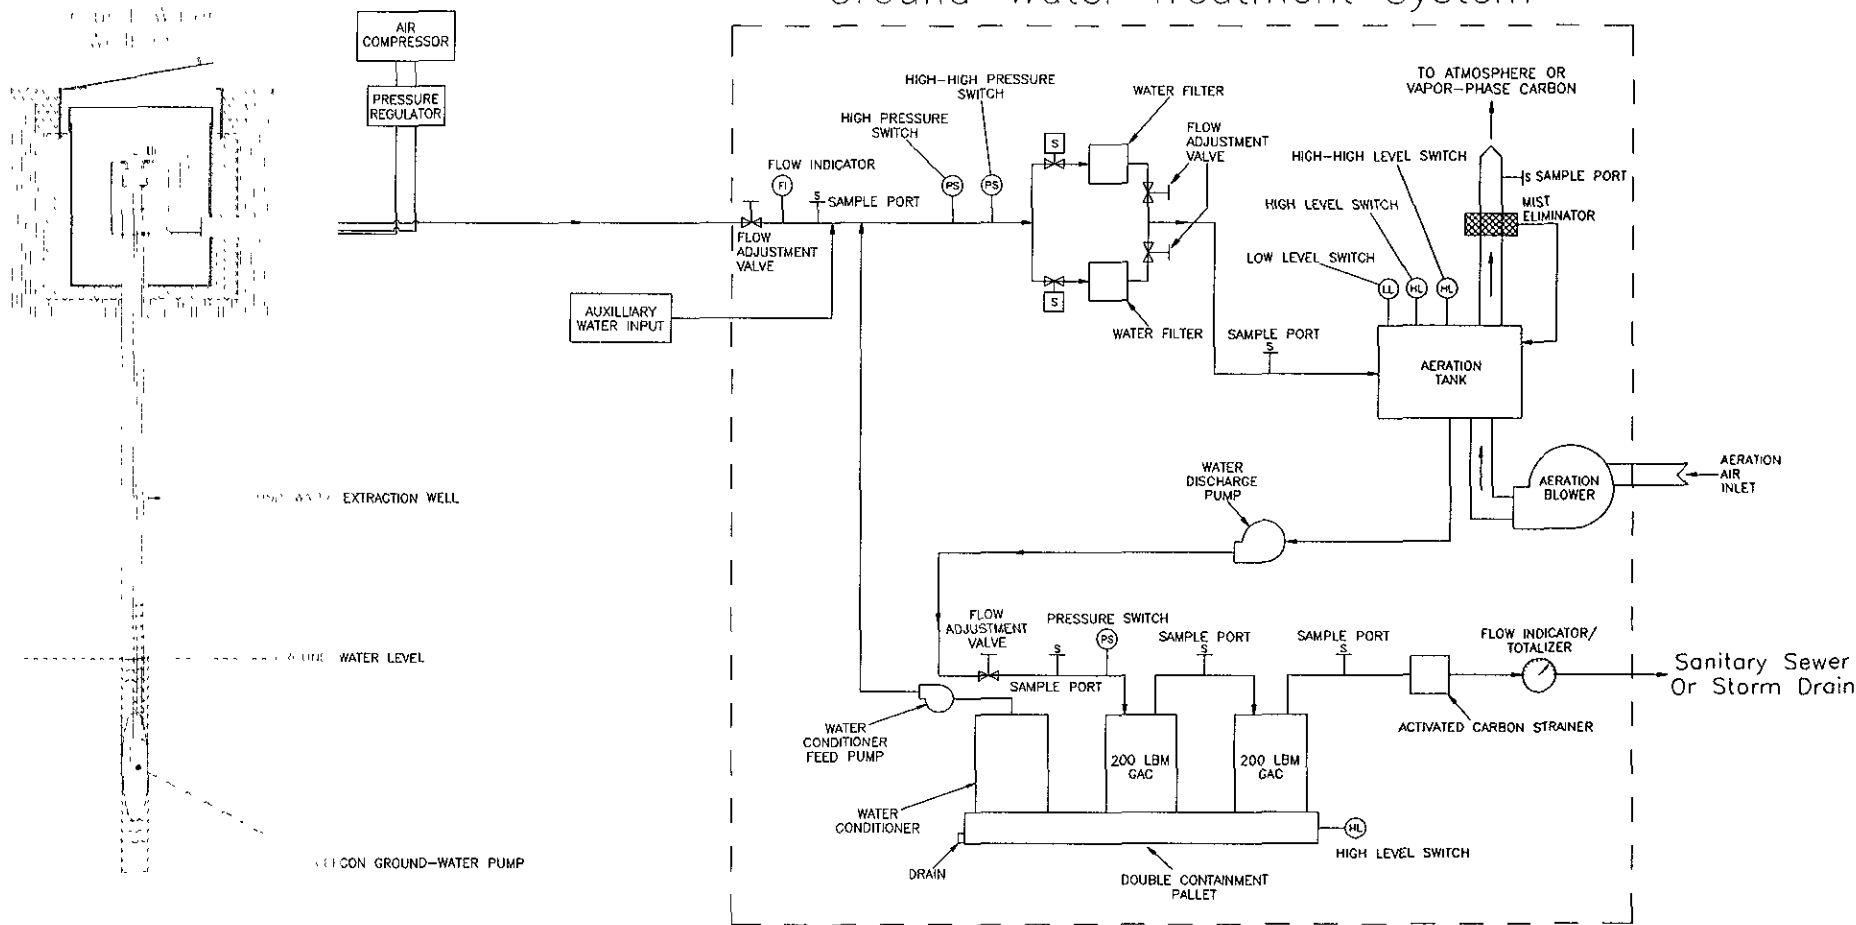 Ground Water Treatment System
AIR
COMPRESSOR
PRESSURE
REGULATOR
EXTRACTION WELL
WATER LEVEL
GROUND-WATER PUMP
FLOW
ADJUSTMENT
VALVE
FLOW INDICATOR
FI
S
SAMPLE PORT
HIGH PRESSURE
SWITCH
PS
HIGH-HIGH PRESSURE
SWITCH
PS
AUXILLIARY
WATER INPUT
S
WATER FILTER
FLOW
ADJUSTMENT
VALVE
S
WATER FILTER
SAMPLE PORT
S
TO ATMOSPHERE OR
VAPOR-PHASE CARBON
HIGH-HIGH LEVEL SWITCH
HIGH LEVEL SWITCH
LOW LEVEL SWITCH
LL
HL
HL
S SAMPLE PORT
MIST
ELIMINATOR
AERATION
TANK
AERATION
BLOWER
AERATION
AIR
INLET
WATER
DISCHARGE
PUMP
FLOW
ADJUSTMENT
VALVE
S
SAMPLE PORT
PRESSURE SWITCH
PS
SAMPLE PORT
S
SAMPLE PORT
S
FLOW INDICATOR/
TOTALIZER
Sanitary Sewer
Or Storm Drain
ACTIVATED CARBON STRAINER
WATER
CONDITIONER
FEED PUMP
200 LBM
GAC
200 LBM
GAC
WATER
CONDITIONER
DRAIN
DOUBLE CONTAINMENT
PALLET
HL
HIGH LEVEL SWITCH